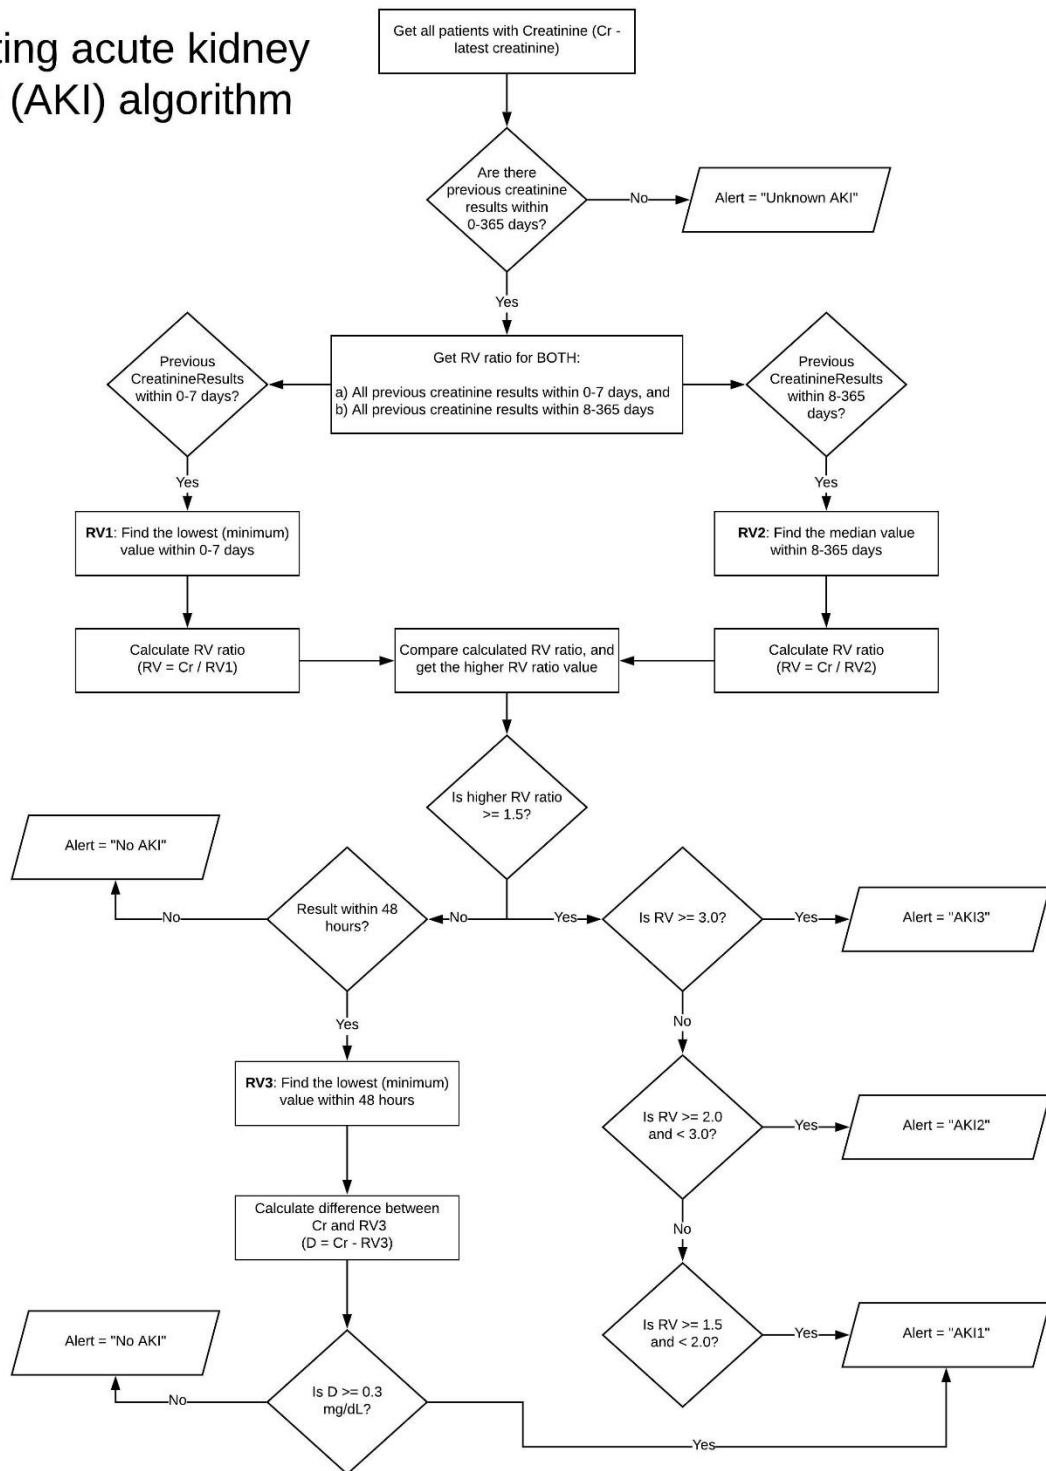 ting acute kidney
(AKI) algorithm
Get all patients with Creatinine (Cr -
latest creatinine)
Are there
previous creatinine
results within
0-365 days?
No
Alert = "Unknown AKI"
Yes
Previous
CreatinineResults
within 0-7 days?
Get RV ratio for BOTH:
a) All previous creatinine results within 0-7 days, and
b) All previous creatinine results within 8-365 days
Previous
CreatinineResults
within 8-365
days?
Yes
Yes
RV1: Find the lowest (minimum)
value within 0-7 days
RV2: Find the median value
within 8-365 days
Calculate RV ratio
(RV = Cr / RV1)
Compare calculated RV ratio, and
get the higher RV ratio value
Calculate RV ratio
(RV = Cr / RV2)
Is higher RV ratio
>= 1.5?
Alert = "No AKI"
No
Result within 48
hours?
No
Yes
Is RV >= 3.0?
Yes
Alert = "AKI3"
Yes
No
RV3: Find the lowest (minimum)
value within 48 hours
Is RV >= 2.0
and < 3.0?
Yes
Alert = "AKI2"
Calculate difference between
Cr and RV3
(D = Cr - RV3)
No
Alert = "No AKI"
Is RV >= 1.5
and < 2.0?
Yes
Alert = "AKI1"
No
Is D >= 0.3
mg/dL?
Yes